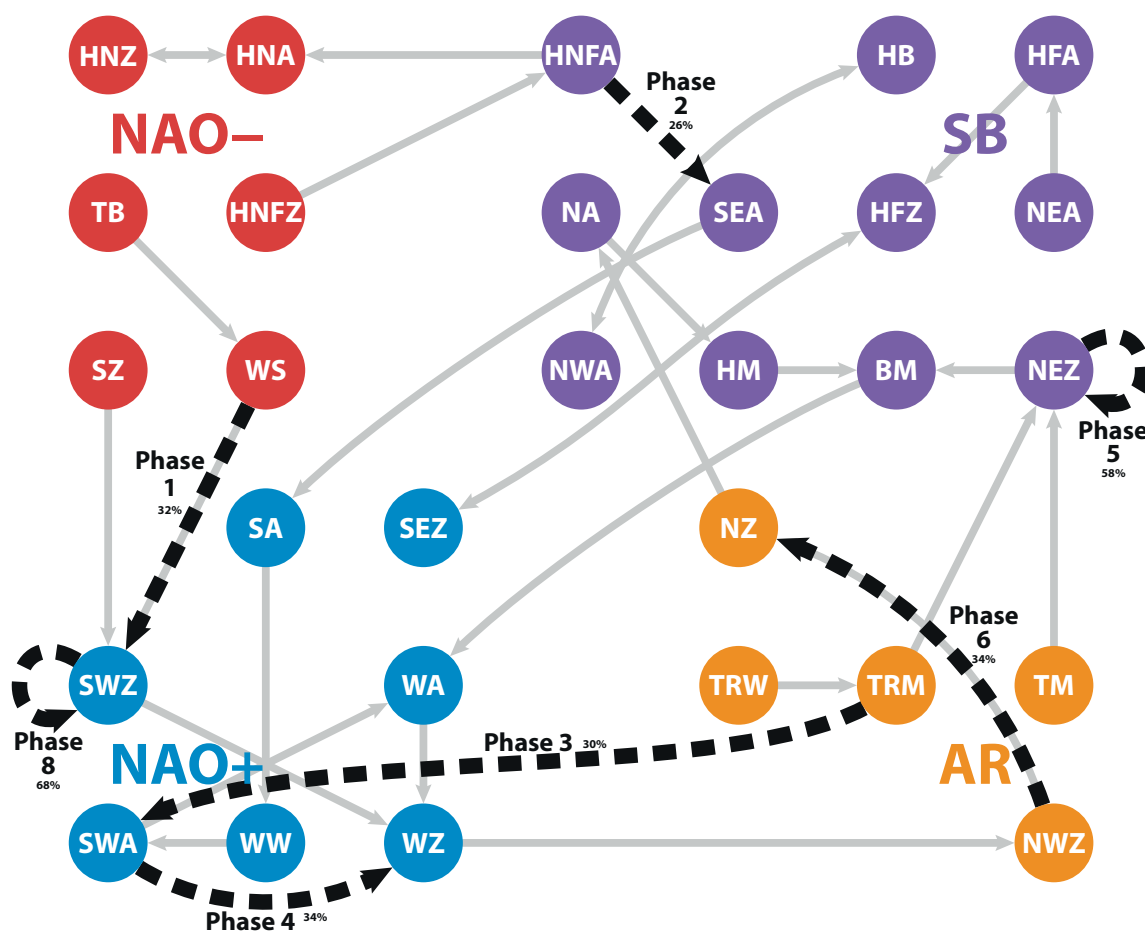 HNZ
HNA
HNFA
HB
HFA
Phase
2
26%
NAO–
SB
TB
HNFZ
NA
SEA
HFZ
NEA
SZ
WS
NWA
HM
BM
NEZ
Phase
5
58%
Phase
1
32%
SA
SEZ
NZ
Phase
6
34%
SWZ
WA
TRW
TRM
TM
Phase
8
68%
NAO+
Phase 3 30%
AR
SWA
WW
WZ
NWZ
Phase 4 34%